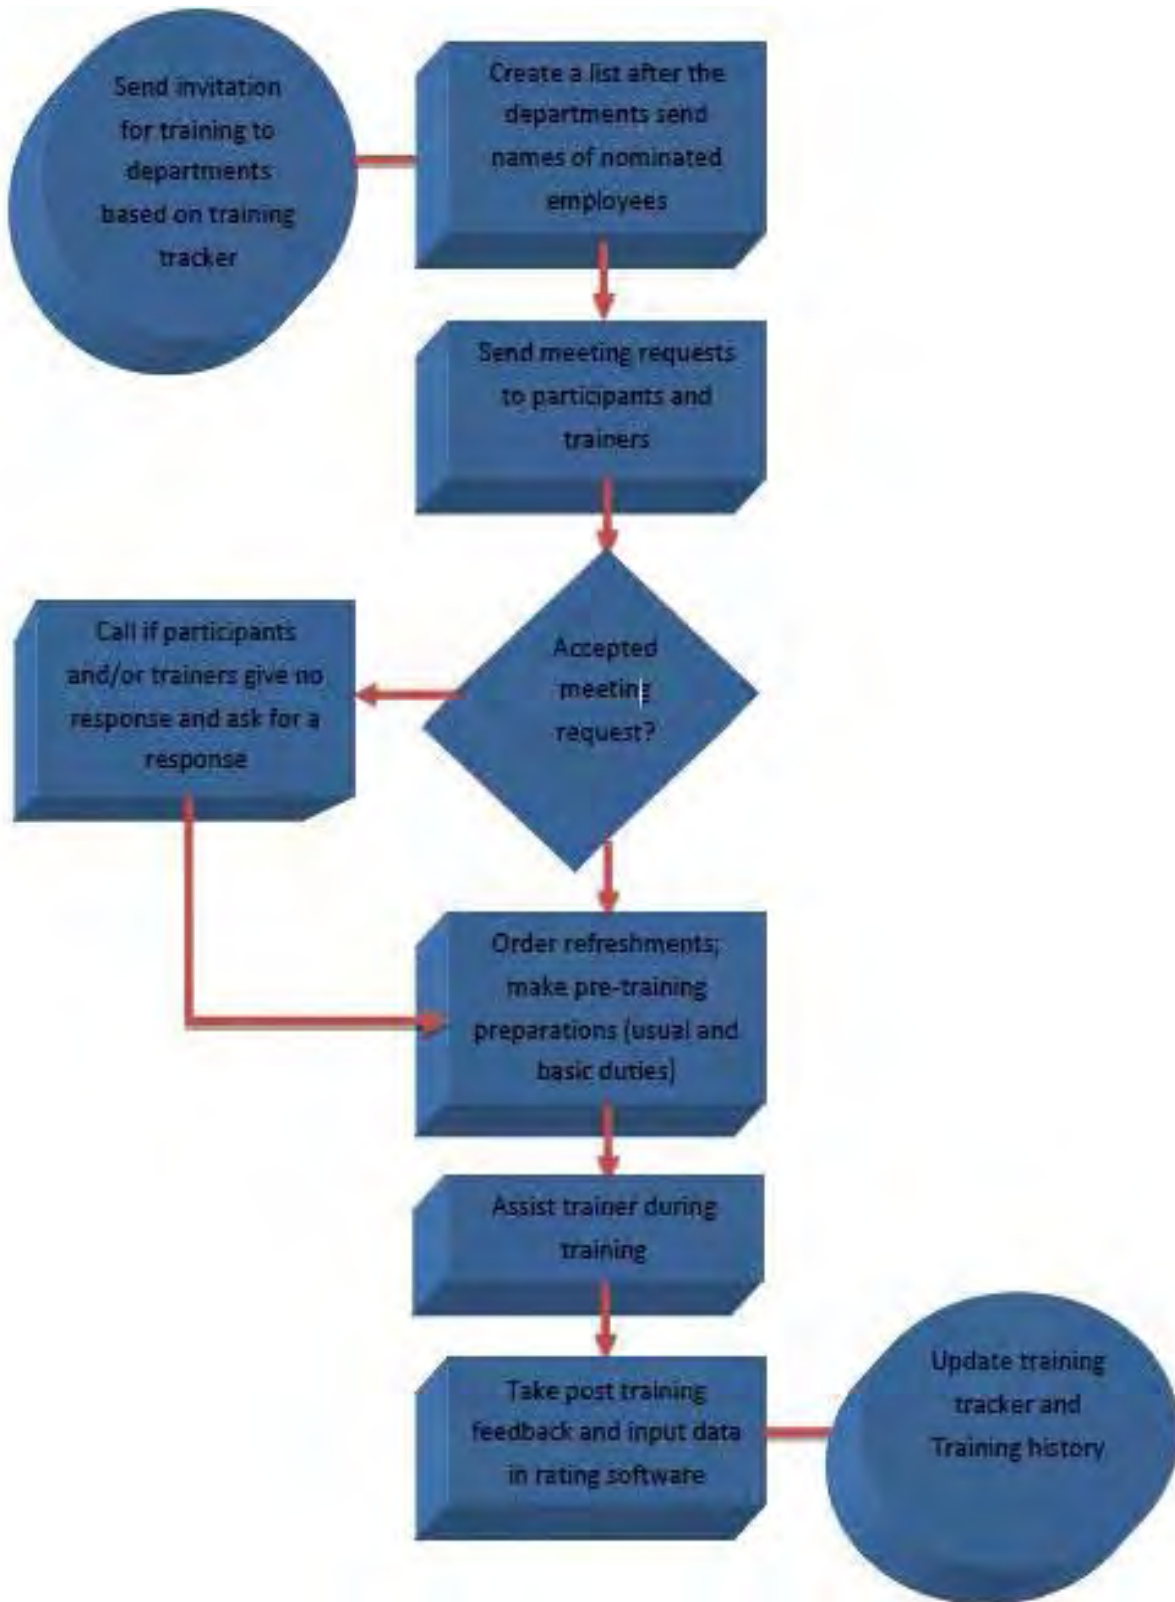 Send invitation
for training to
departments
based on training
tracker
Create a list after the
departments send
names of nominated
employees
Send meeting requests
to participants and
trainers
Accepted
meeting
request?
Call if participants
and/or trainers give no
response and ask for a
response
Order refreshments;
make pre-training
preparations (usual and
basic duties)
Assist trainer during
training
Take post training
feedback and input data
in rating software
Update training
tracker and
Training history